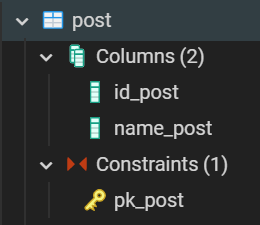 post
Columns (2)
id_post
name_post
Constraints (1)
pk_post